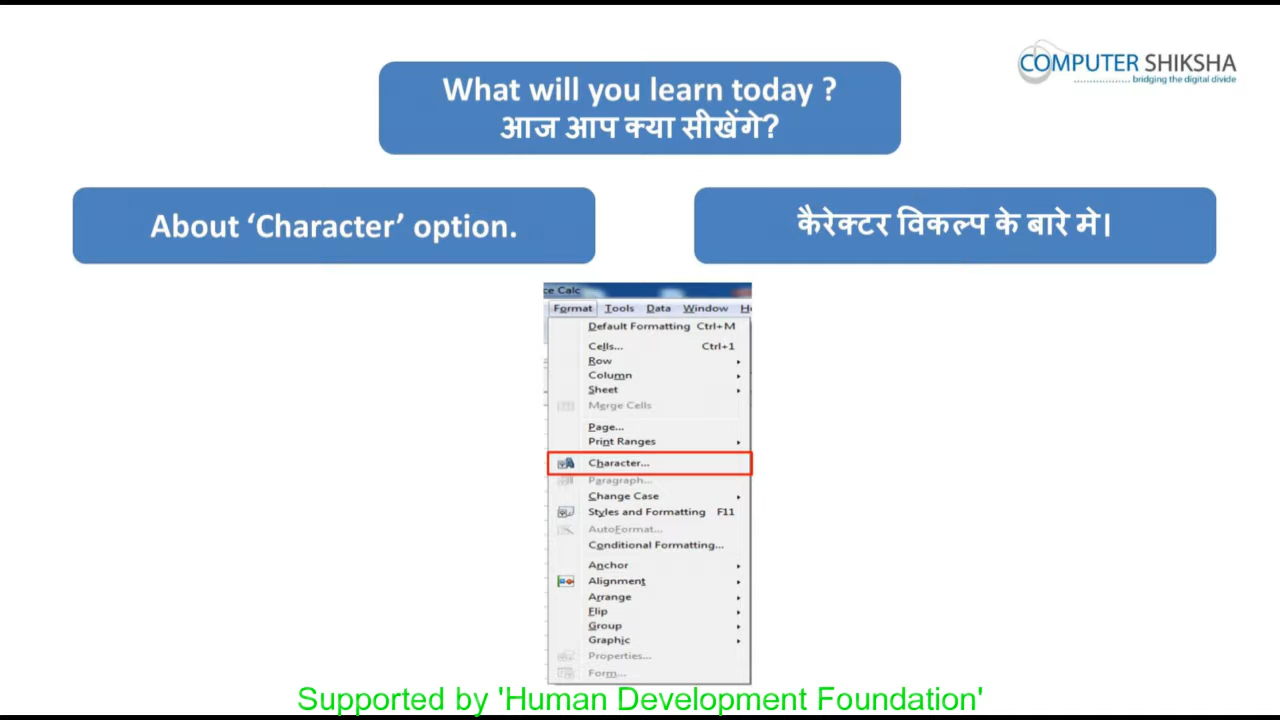 COMPUTER SHIKSHA
bridging the digital divide
What will you learn today ?
आज आप क्या सीखेंगे?
About ‘Character’ option.
कैरेक्टर विकल्प के बारे मे।
ce Calc
Format Tools Data Window H
Default Formatting Ctrl+M
Cells... Ctrl+1
Row
Column
Sheet
Merge Cells
Page...
Print Ranges
Character...
Paragraph...
Change Case
Styles and Formatting F11
AutoFormat...
Conditional Formatting...
Anchor
Alignment
Arrange
Flip
Group
Graphic
Properties...
Form...
Supported by 'Human Development Foundation'